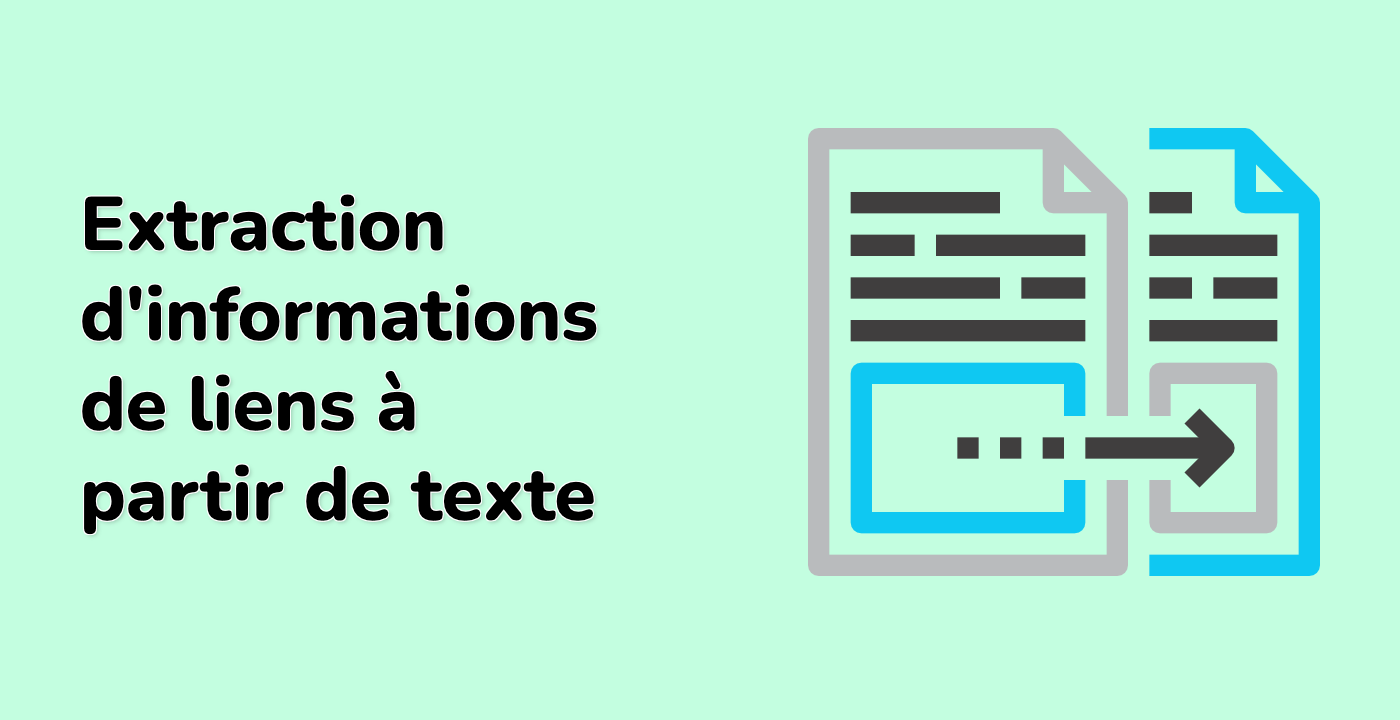 Extraction
d'informations
de liens à
partir de texte